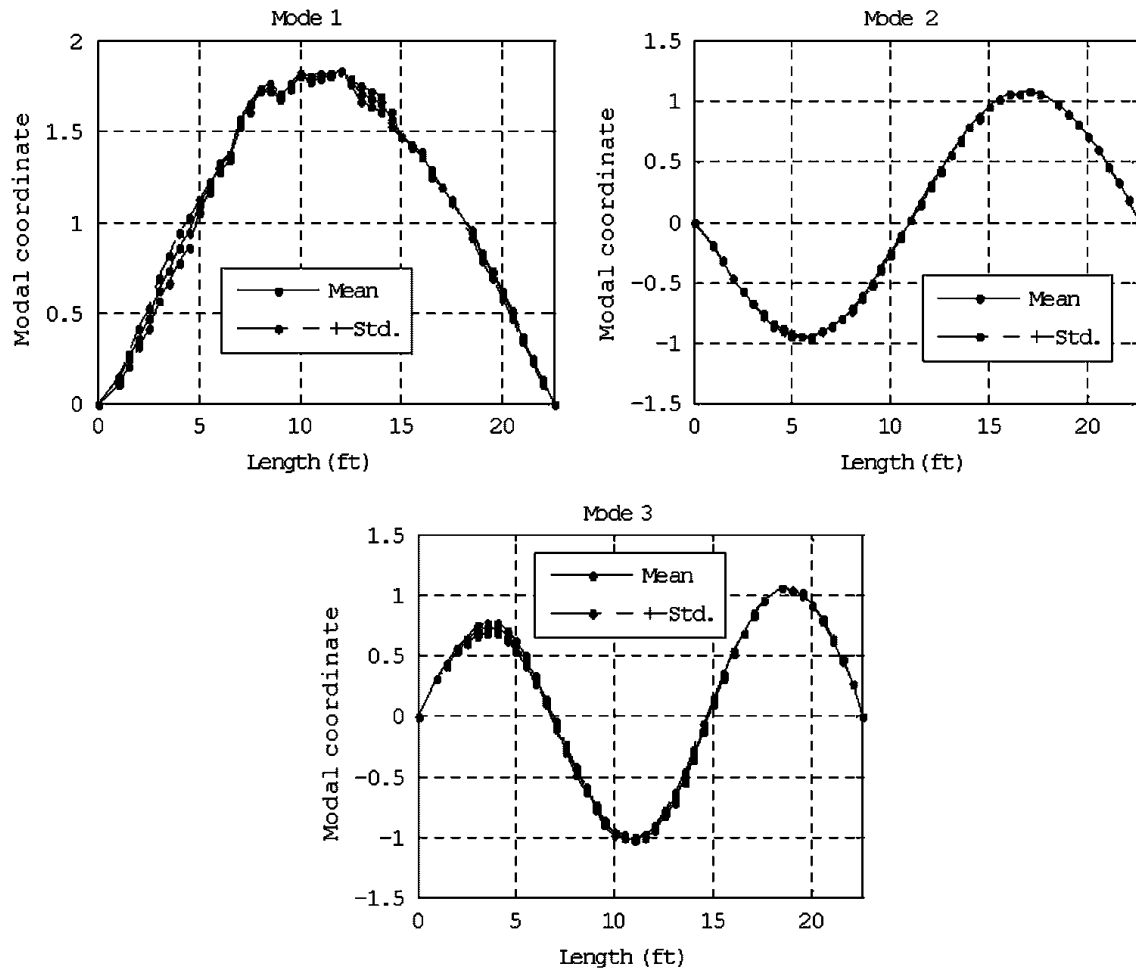 Mode 1
2
1.5
1
0.5
0
Modal coordinate
Mean
+-Std.
0 5 10 15 20
Length (ft)
Mode 2
1.5
1
0.5
0
-0.5
-1
-1.5
Modal coordinate
Mean
+-Std.
0 5 10 15 20
Length (ft)
Mode 3
1.5
1
0.5
0
-0.5
-1
-1.5
Modal coordinate
Mean
+-Std.
0 5 10 15 20
Length (ft)